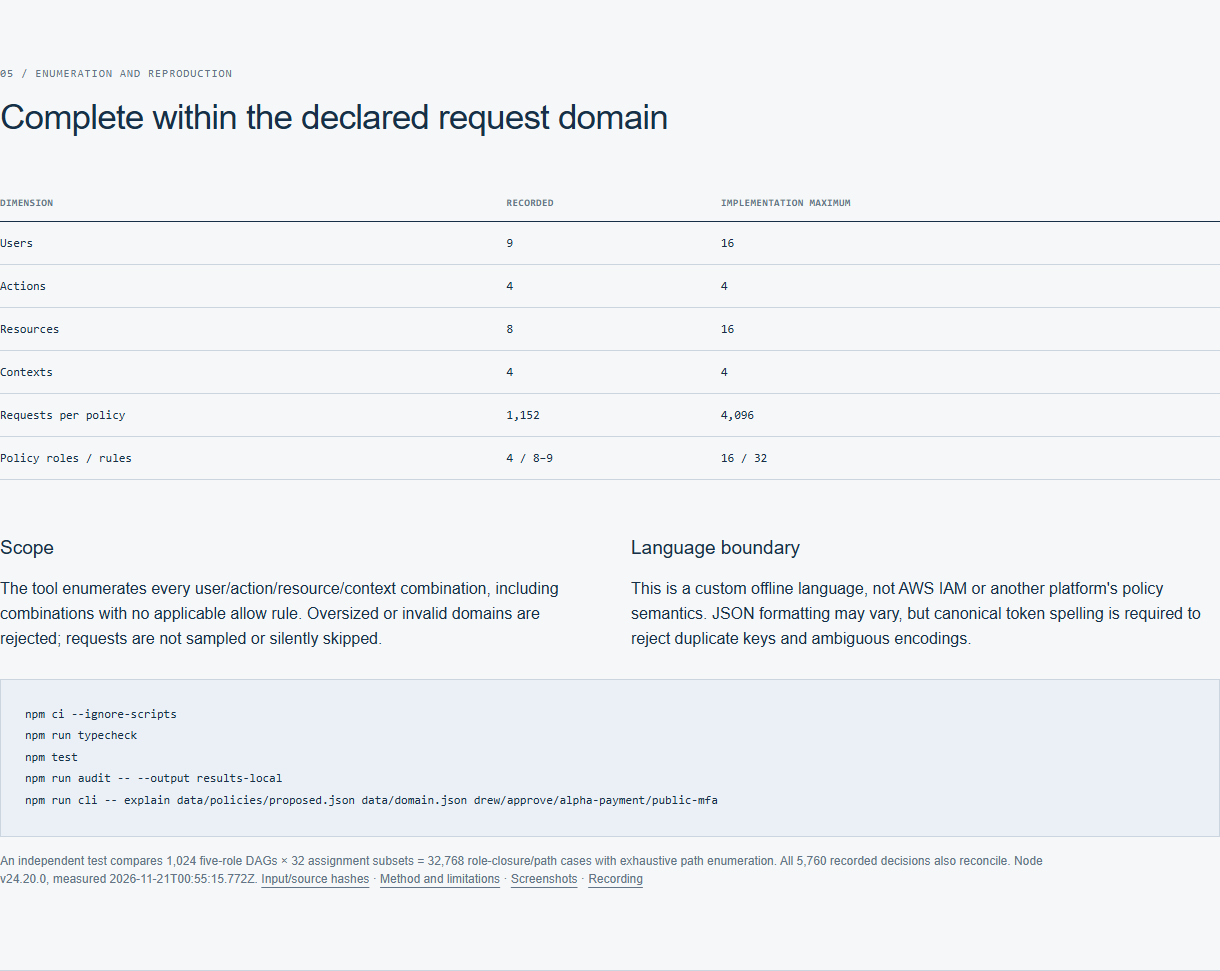 05 / ENUMERATION AND REPRODUCTION
Complete within the declared request domain
DIMENSION RECORDED IMPLEMENTATION MAXIMUM
Users 9 16
Actions 4 4
Resources 8 16
Contexts 4 4
Requests per policy 1,152 4,096
Policy roles / rules 4 / 8–9 16 / 32
Scope
The tool enumerates every user/action/resource/context combination, including
combinations with no applicable allow rule. Oversized or invalid domains are
rejected; requests are not sampled or silently skipped.
Language boundary
This is a custom offline language, not AWS IAM or another platform's policy
semantics. JSON formatting may vary, but canonical token spelling is required to
reject duplicate keys and ambiguous encodings.
npm ci --ignore-scripts
npm run typecheck
npm test
npm run audit -- --output results-local
npm run cli -- explain data/policies/proposed.json data/domain.json drew/approve/alpha-payment/public-mfa
An independent test compares 1,024 five-role DAGs × 32 assignment subsets = 32,768 role-closure/path cases with exhaustive path enumeration. All 5,760 recorded decisions also reconcile. Node
v24.20.0, measured 2026-11-21T00:55:15.772Z. Input/source hashes · Method and limitations · Screenshots · Recording